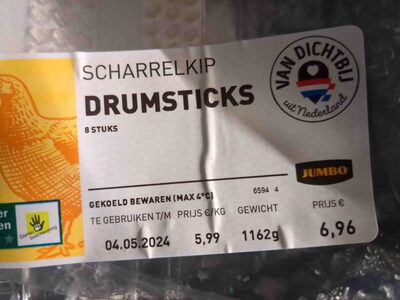 SCHARRELKIP
DRUMSTICKS
8 STUKS
VAN DICHTBIJ
uit Nederland
JUMBO
GEKOELD BEWAREN (MAX 4°C)
6594 4
TE GEBRUIKEN T/M PRIJS €/KG GEWICHT PRIJS €
04.05.2024 5,99 1162g 6,96